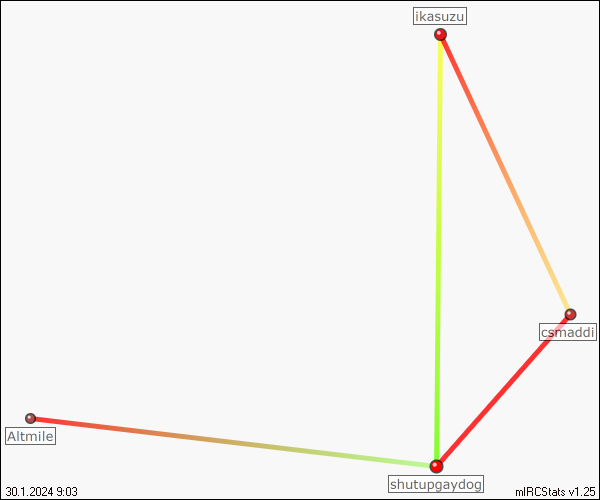 ikasuzu
csmaddi
Altmile
shutupgaydog
30.1.2024 9:03
mIRCStats v1.25